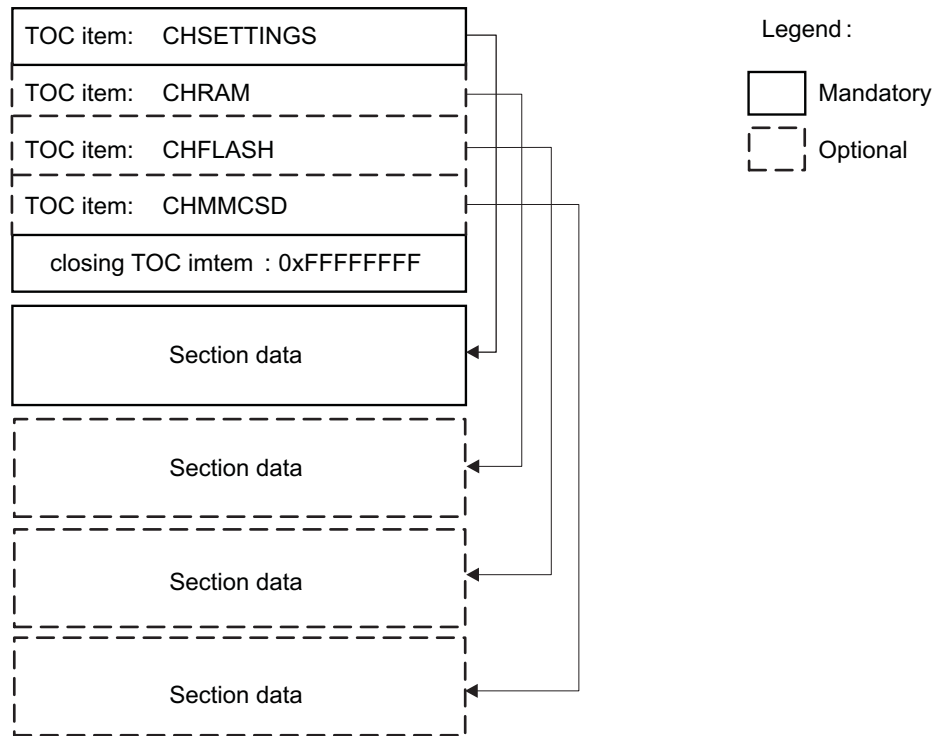 TOC item: CHSETTINGS
TOC item: CHRAM
TOC item: CHFLASH
TOC item: CHMMCSD
closing TOC imtem : 0xFFFFFFFF
Section data
Section data
Section data
Section data
Legend :
Mandatory
Optional